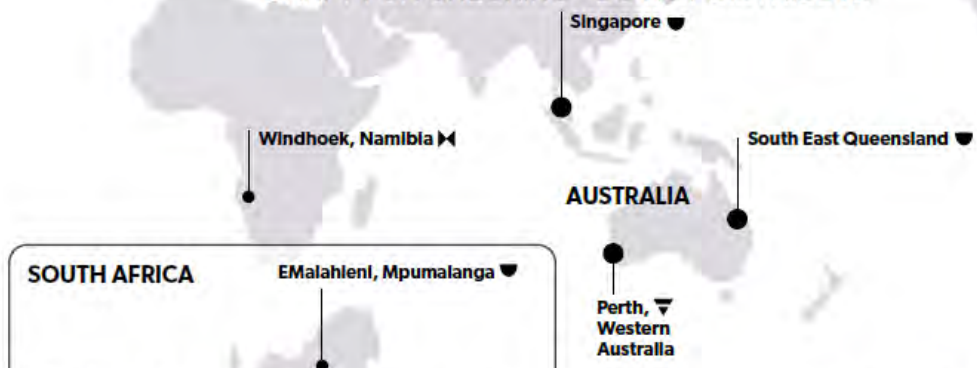 Singapore
Windhoek, Namibia
South East Queensland
AUSTRALIA
SOUTH AFRICA
EMalahleni, Mpumalanga
Perth,
Western
Australia